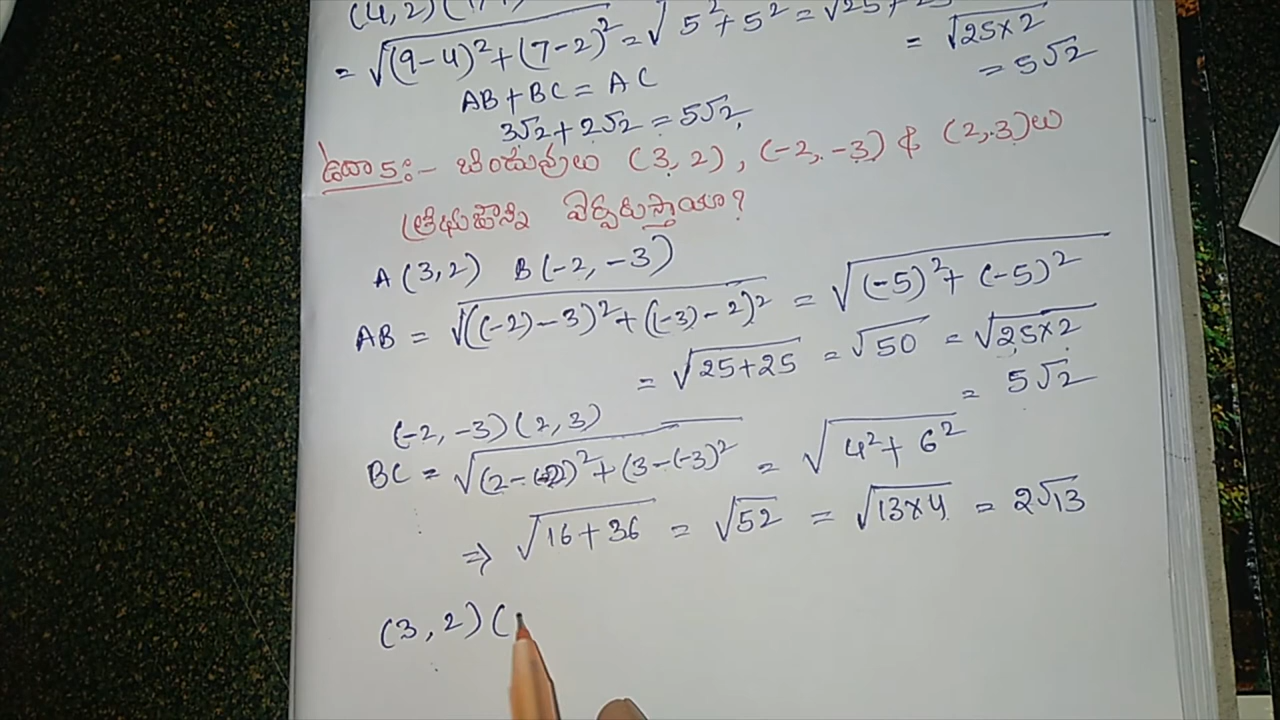 (4,2)
= √(9-4)²+(7-2)² = √5²+5² = √25+25 = √25×2
= 5√2
AB+BC = AC
3√2+2√2 = 5√2
ఉదా 5:- బిందువులు (3,2), (-2,-3) & (2,3)లు
త్రిభుజాన్ని ఏర్పరుస్తాయా?
A(3,2) B(-2,-3)
AB = √((-2)-3)²+((-3)-2)² = √(-5)²+(-5)²
= √25+25 = √50 = √25×2
= 5√2
(-2,-3)(2,3)
BC = √(2-(-2))²+(3-(-3)² = √4²+6²
⇒ √16+36 = √52 = √13×4 = 2√13
(3,2)(